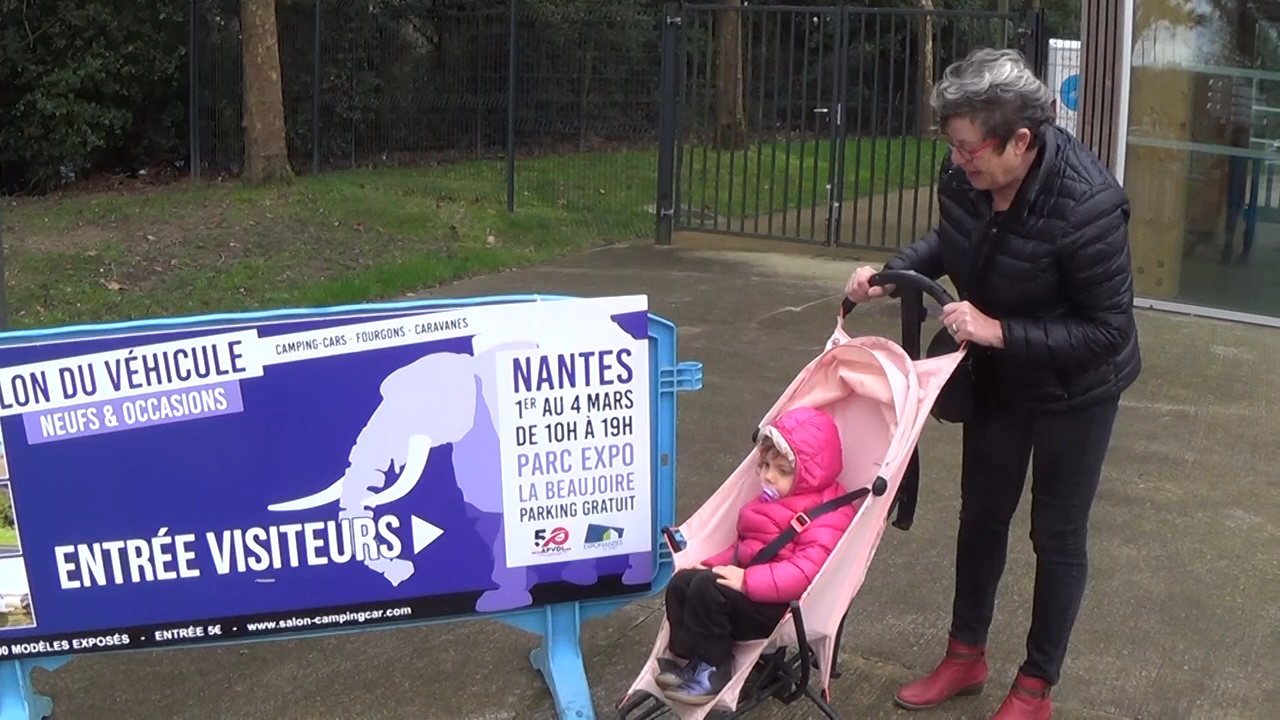 LON DU VÉHICULE
CAMPING-CARS - FOURGONS - CARAVANES
NEUFS & OCCASIONS
NANTES
1ER AU 4 MARS
DE 10H À 19H
PARC EXPO
LA BEAUJOIRE
PARKING GRATUIT
EXPONANTES
ENTRÉE VISITEURS
MODÈLES EXPOSÉS - ENTRÉE 5€ - www.salon-campingcar.com